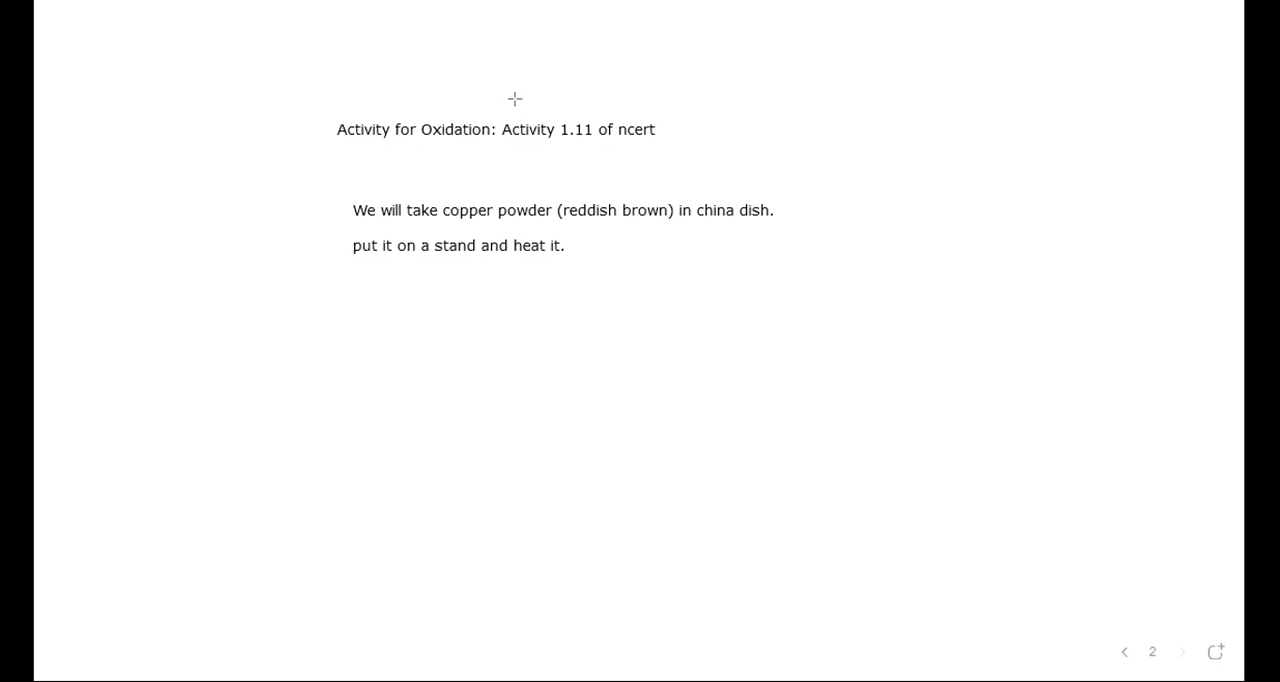 Activity for Oxidation: Activity 1.11 of ncert
We will take copper powder (reddish brown) in china dish.
put it on a stand and heat it.
2